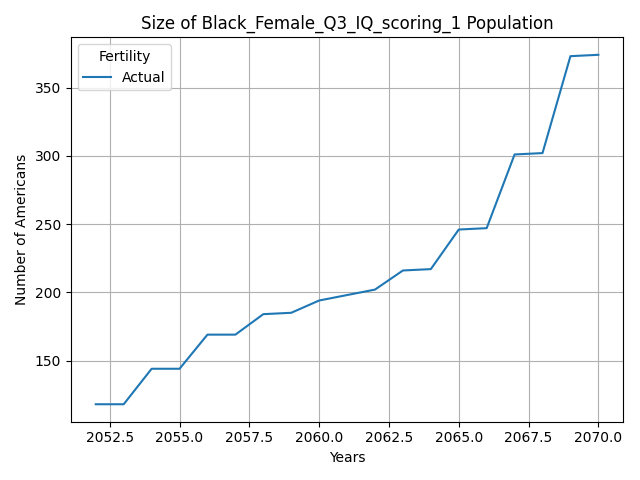 Size of Black_Female_Q3_IQ_scoring_1 Population
Fertility
Actual
Number of Americans
350
300
250
200
150
2052.5 2055.0 2057.5 2060.0 2062.5 2065.0 2067.5 2070.0
Years